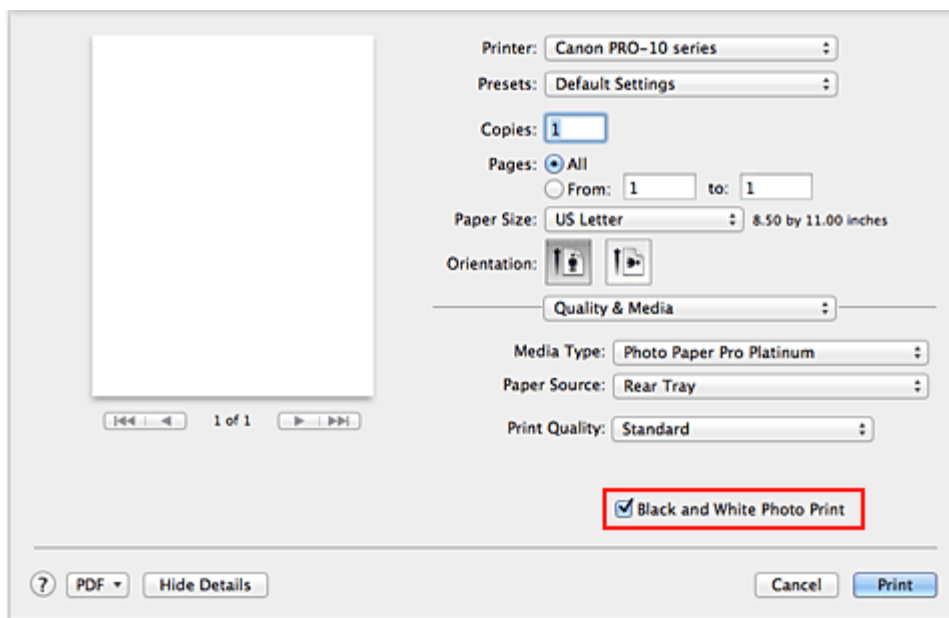 Printer: Canon PRO-10 series
Presets: Default Settings
Copies: 1
Pages: All
From: 1 to: 1
Paper Size: US Letter 8.50 by 11.00 inches
Orientation:
Quality & Media
Media Type: Photo Paper Pro Platinum
Paper Source: Rear Tray
1 of 1
Print Quality: Standard
Black and White Photo Print
? PDF Hide Details Cancel Print